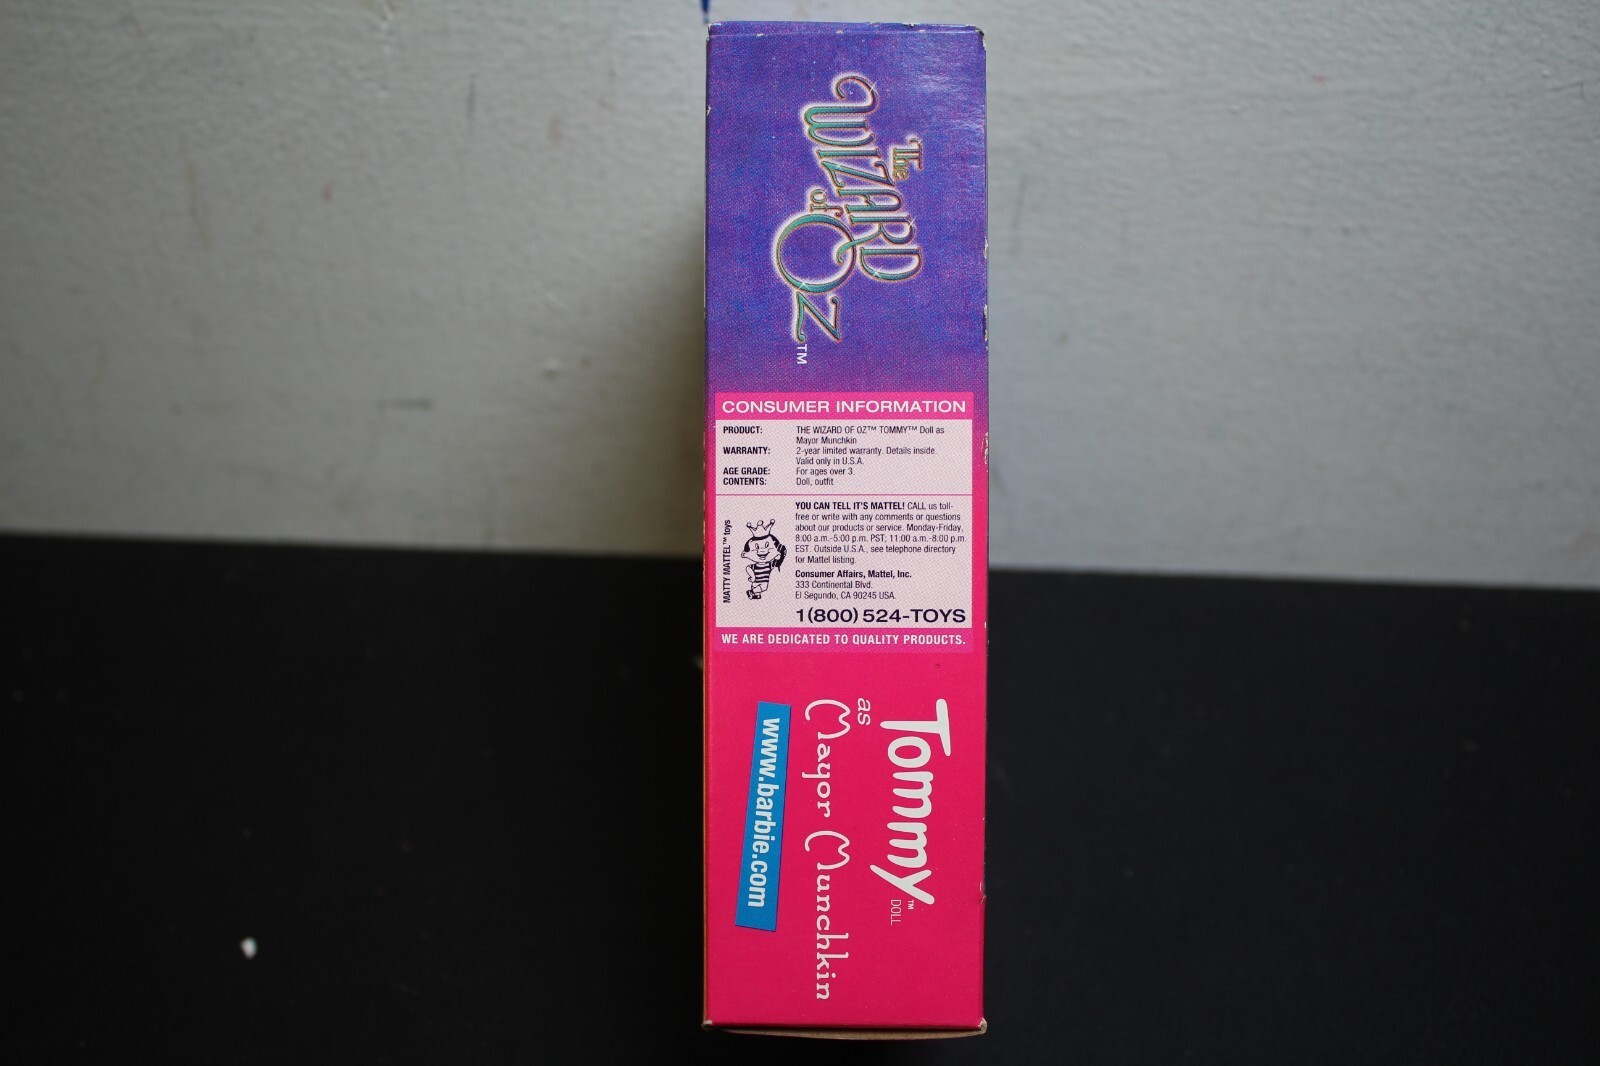 The
WIZARD
of
Oz™
CONSUMER INFORMATION
PRODUCT: THE WIZARD OF OZ™ TOMMY™ Doll as
Mayor Munchkin
WARRANTY: 2-year limited warranty. Details inside.
Valid only in U.S.A.
AGE GRADE: For ages over 3.
CONTENTS: Doll, outfit
MATTY MATTEL™ toys
YOU CAN TELL IT'S MATTEL! CALL us toll-
free or write with any comments or questions
about our products or service. Monday-Friday,
8:00 a.m.-5:00 p.m. PST; 11:00 a.m.-8:00 p.m.
EST. Outside U.S.A., see telephone directory
for Mattel listing.
Consumer Affairs, Mattel, Inc.
333 Continental Blvd.
El Segundo, CA 90245 USA.
1(800) 524-TOYS
WE ARE DEDICATED TO QUALITY PRODUCTS.
Tommy™ DOLL
as
Mayor Munchkin
www.barbie.com